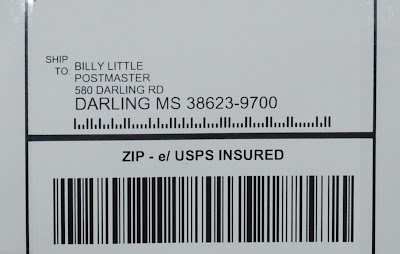 SHIP
TO: BILLY LITTLE
POSTMASTER
580 DARLING RD
DARLING MS 38623-9700
ZIP - e/ USPS INSURED